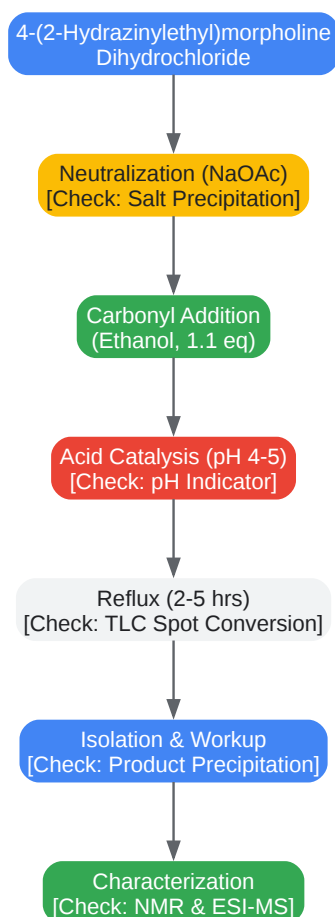 4-(2-Hydrazinylethyl)morpholine
Dihydrochloride
Neutralization (NaOAc)
[Check: Salt Precipitation]
Carbonyl Addition
(Ethanol, 1.1 eq)
Acid Catalysis (pH 4-5)
[Check: pH Indicator]
Reflux (2-5 hrs)
[Check: TLC Spot Conversion]
Isolation & Workup
[Check: Product Precipitation]
Characterization
[Check: NMR & ESI-MS]